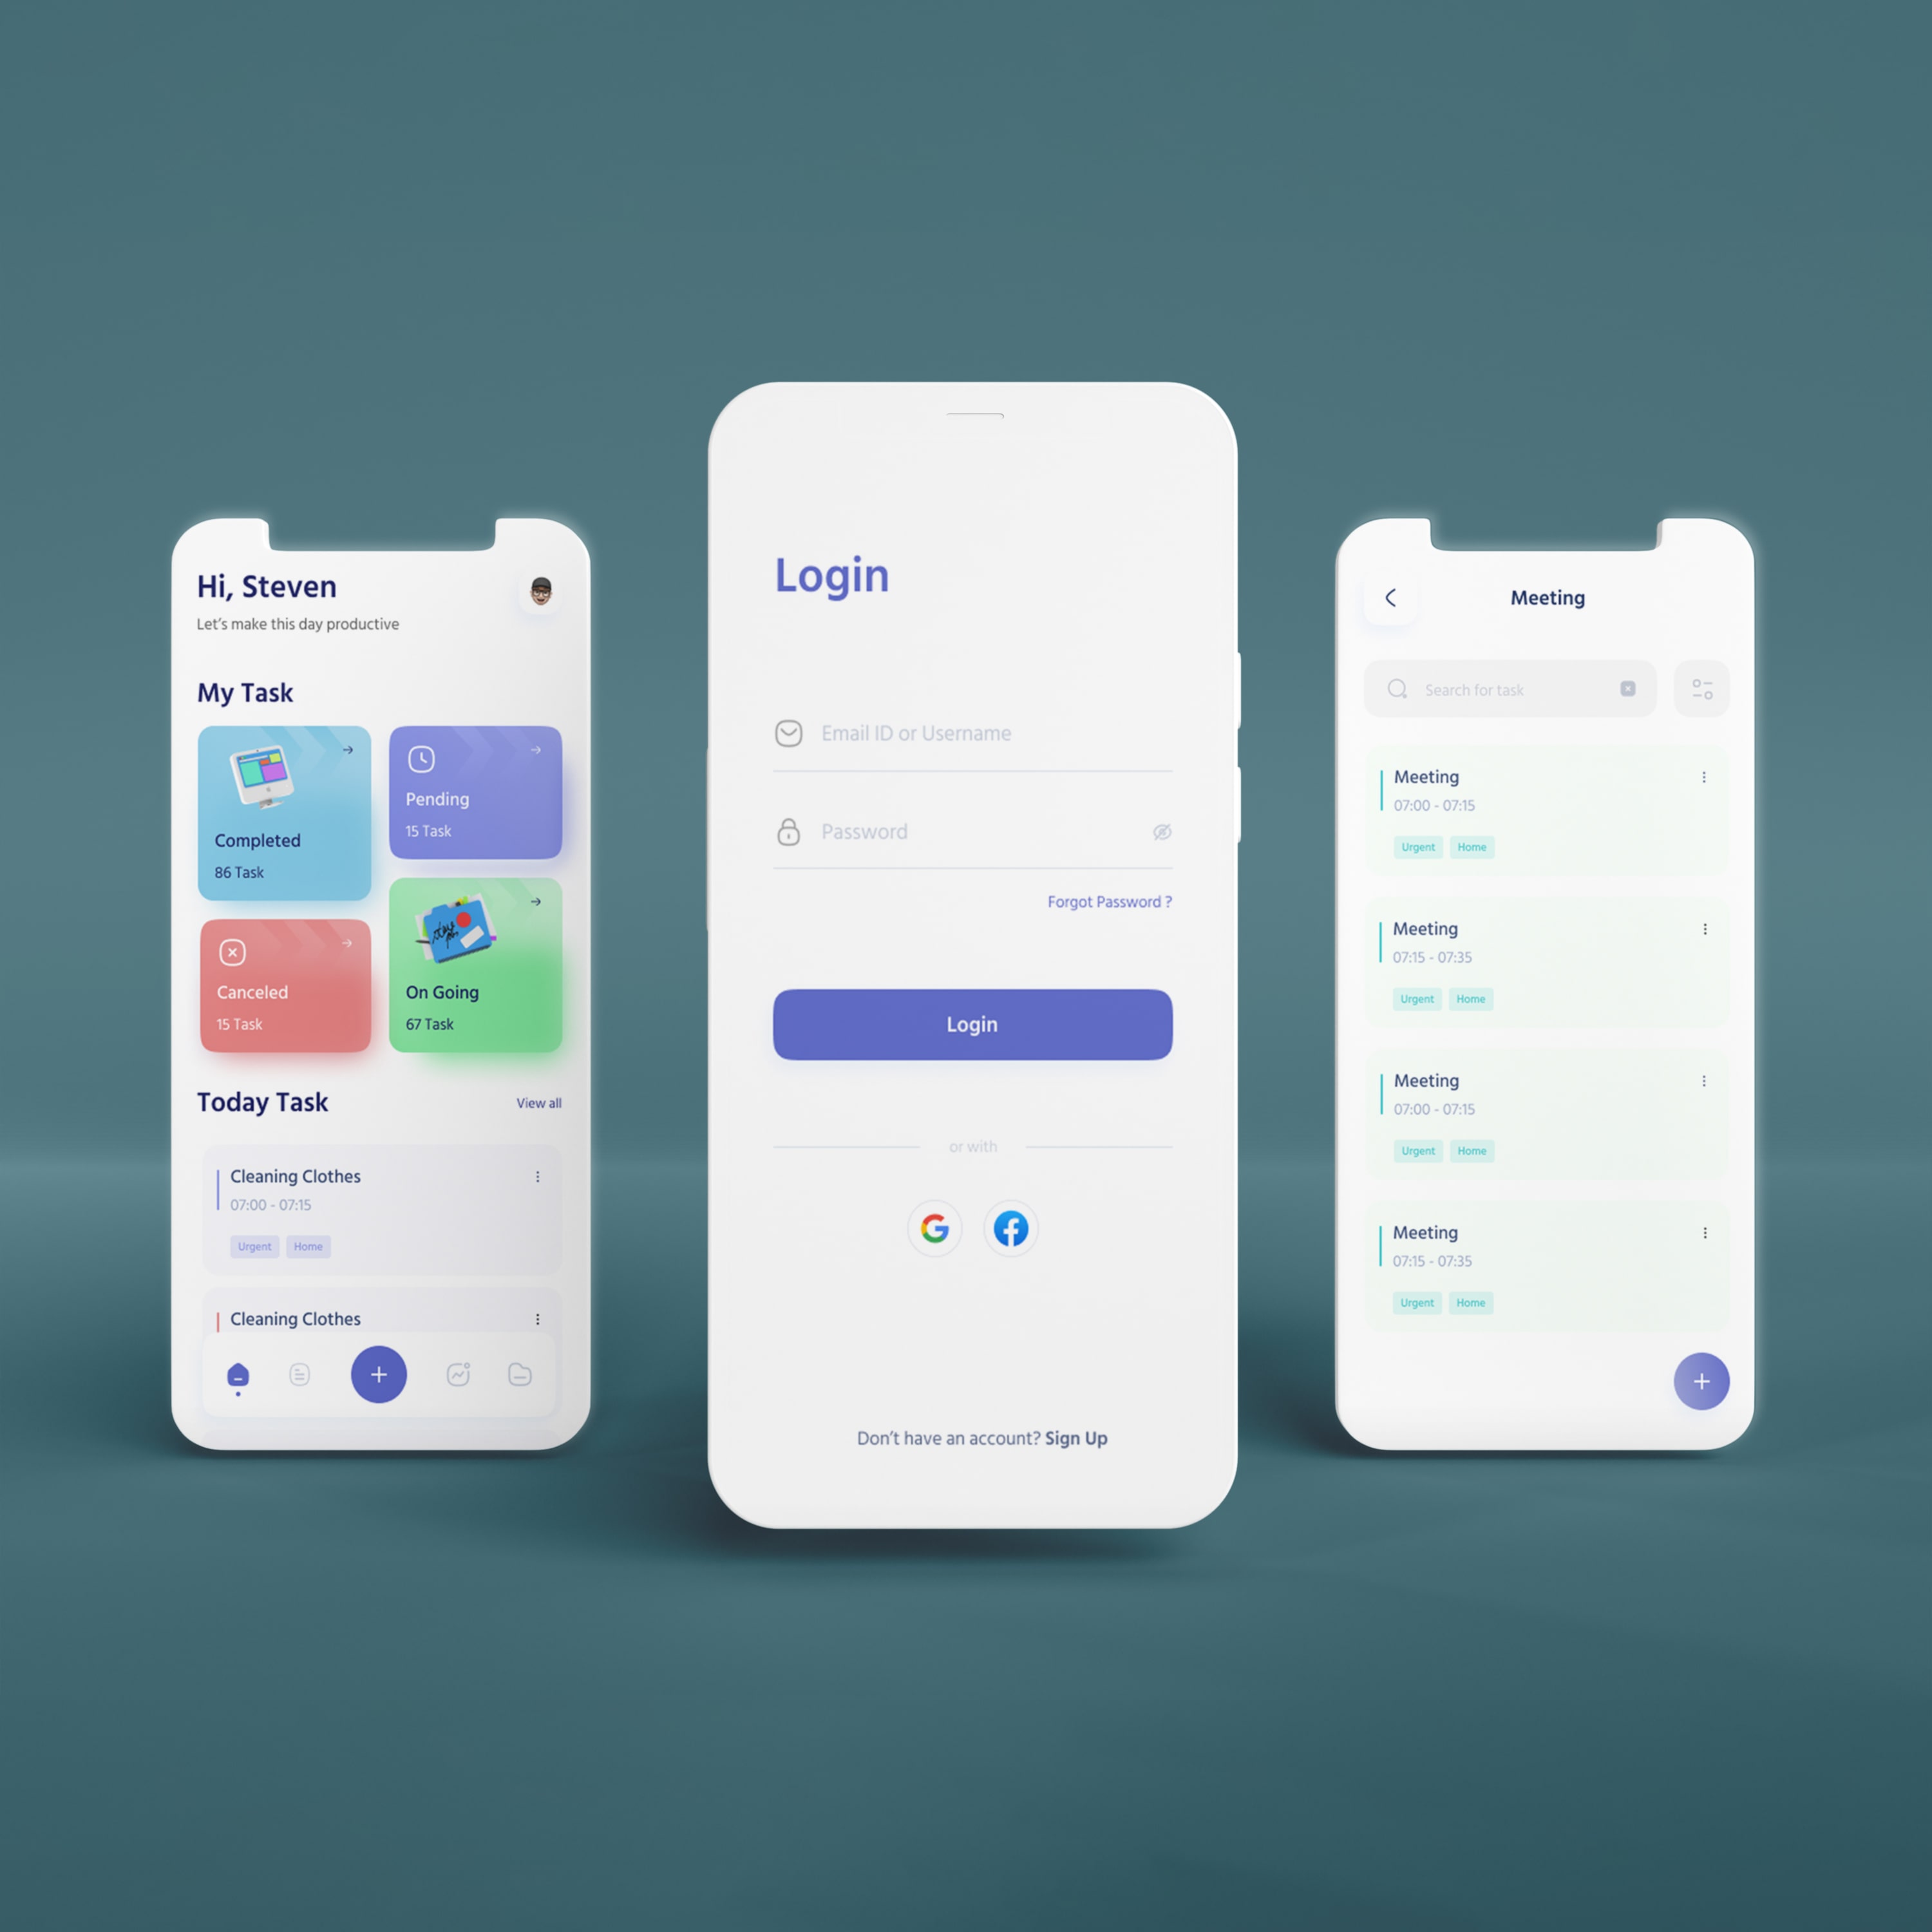 Hi, Steven
Let's make this day productive
My Task
Completed
86 Task
Pending
15 Task
Canceled
15 Task
On Going
67 Task
Today Task
View all
Cleaning Clothes
07:00 - 07:15
Urgent
Home
Cleaning Clothes
Login
Email ID or Username
Password
Forgot Password ?
Login
or with
Don't have an account? Sign Up
Meeting
Search for task
Meeting
07:00 - 07:15
Urgent
Home
Meeting
07:15 - 07:35
Urgent
Home
Meeting
07:00 - 07:15
Urgent
Home
Meeting
07:15 - 07:35
Urgent
Home